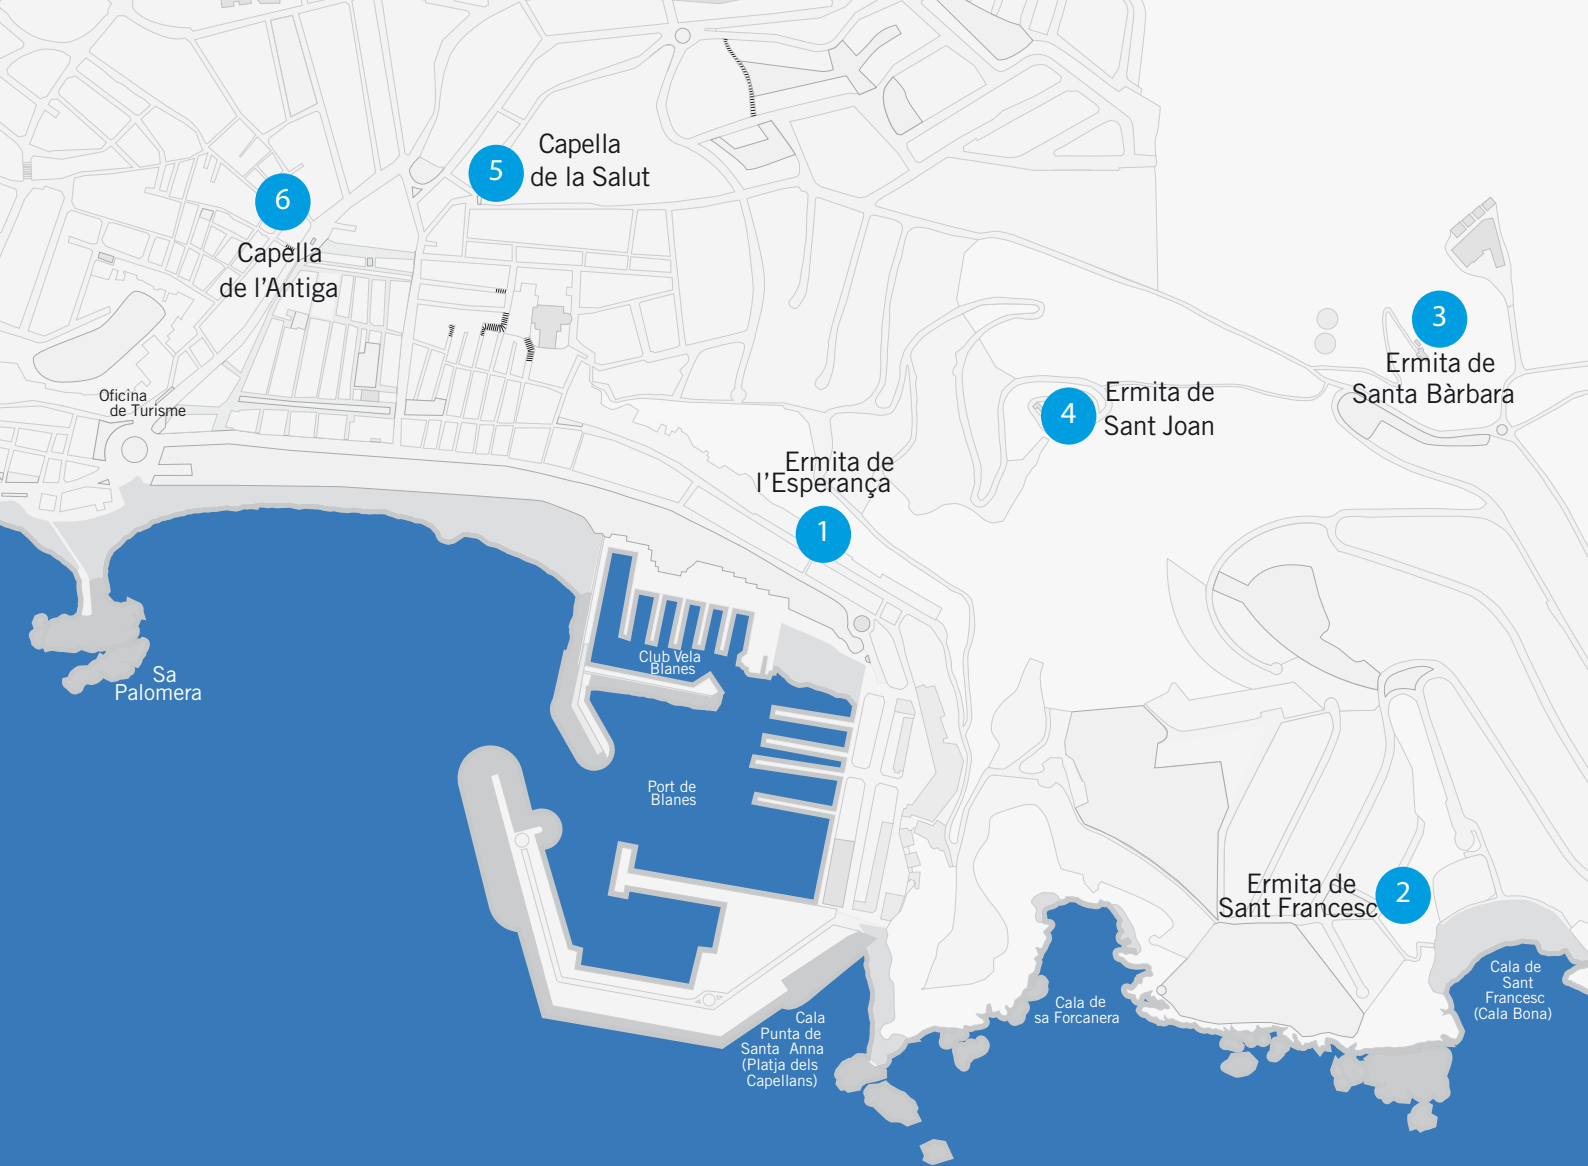 Capella
de la Salut
5
6
Capella
de l'Antiga
3
Ermita de
Santa Bàrbara
Oficina
de Turisme
4
Ermita de
Sant Joan
Ermita de
l'Esperança
1
Sa
Palomera
Club Vela
Blanes
Port de
Blanes
Ermita de
Sant Francesc
2
Cala de
Sant
Francesc
(Cala Bona)
Cala de
sa Forcanera
Cala
Punta de
Santa Anna
(Platja dels
Capellans)